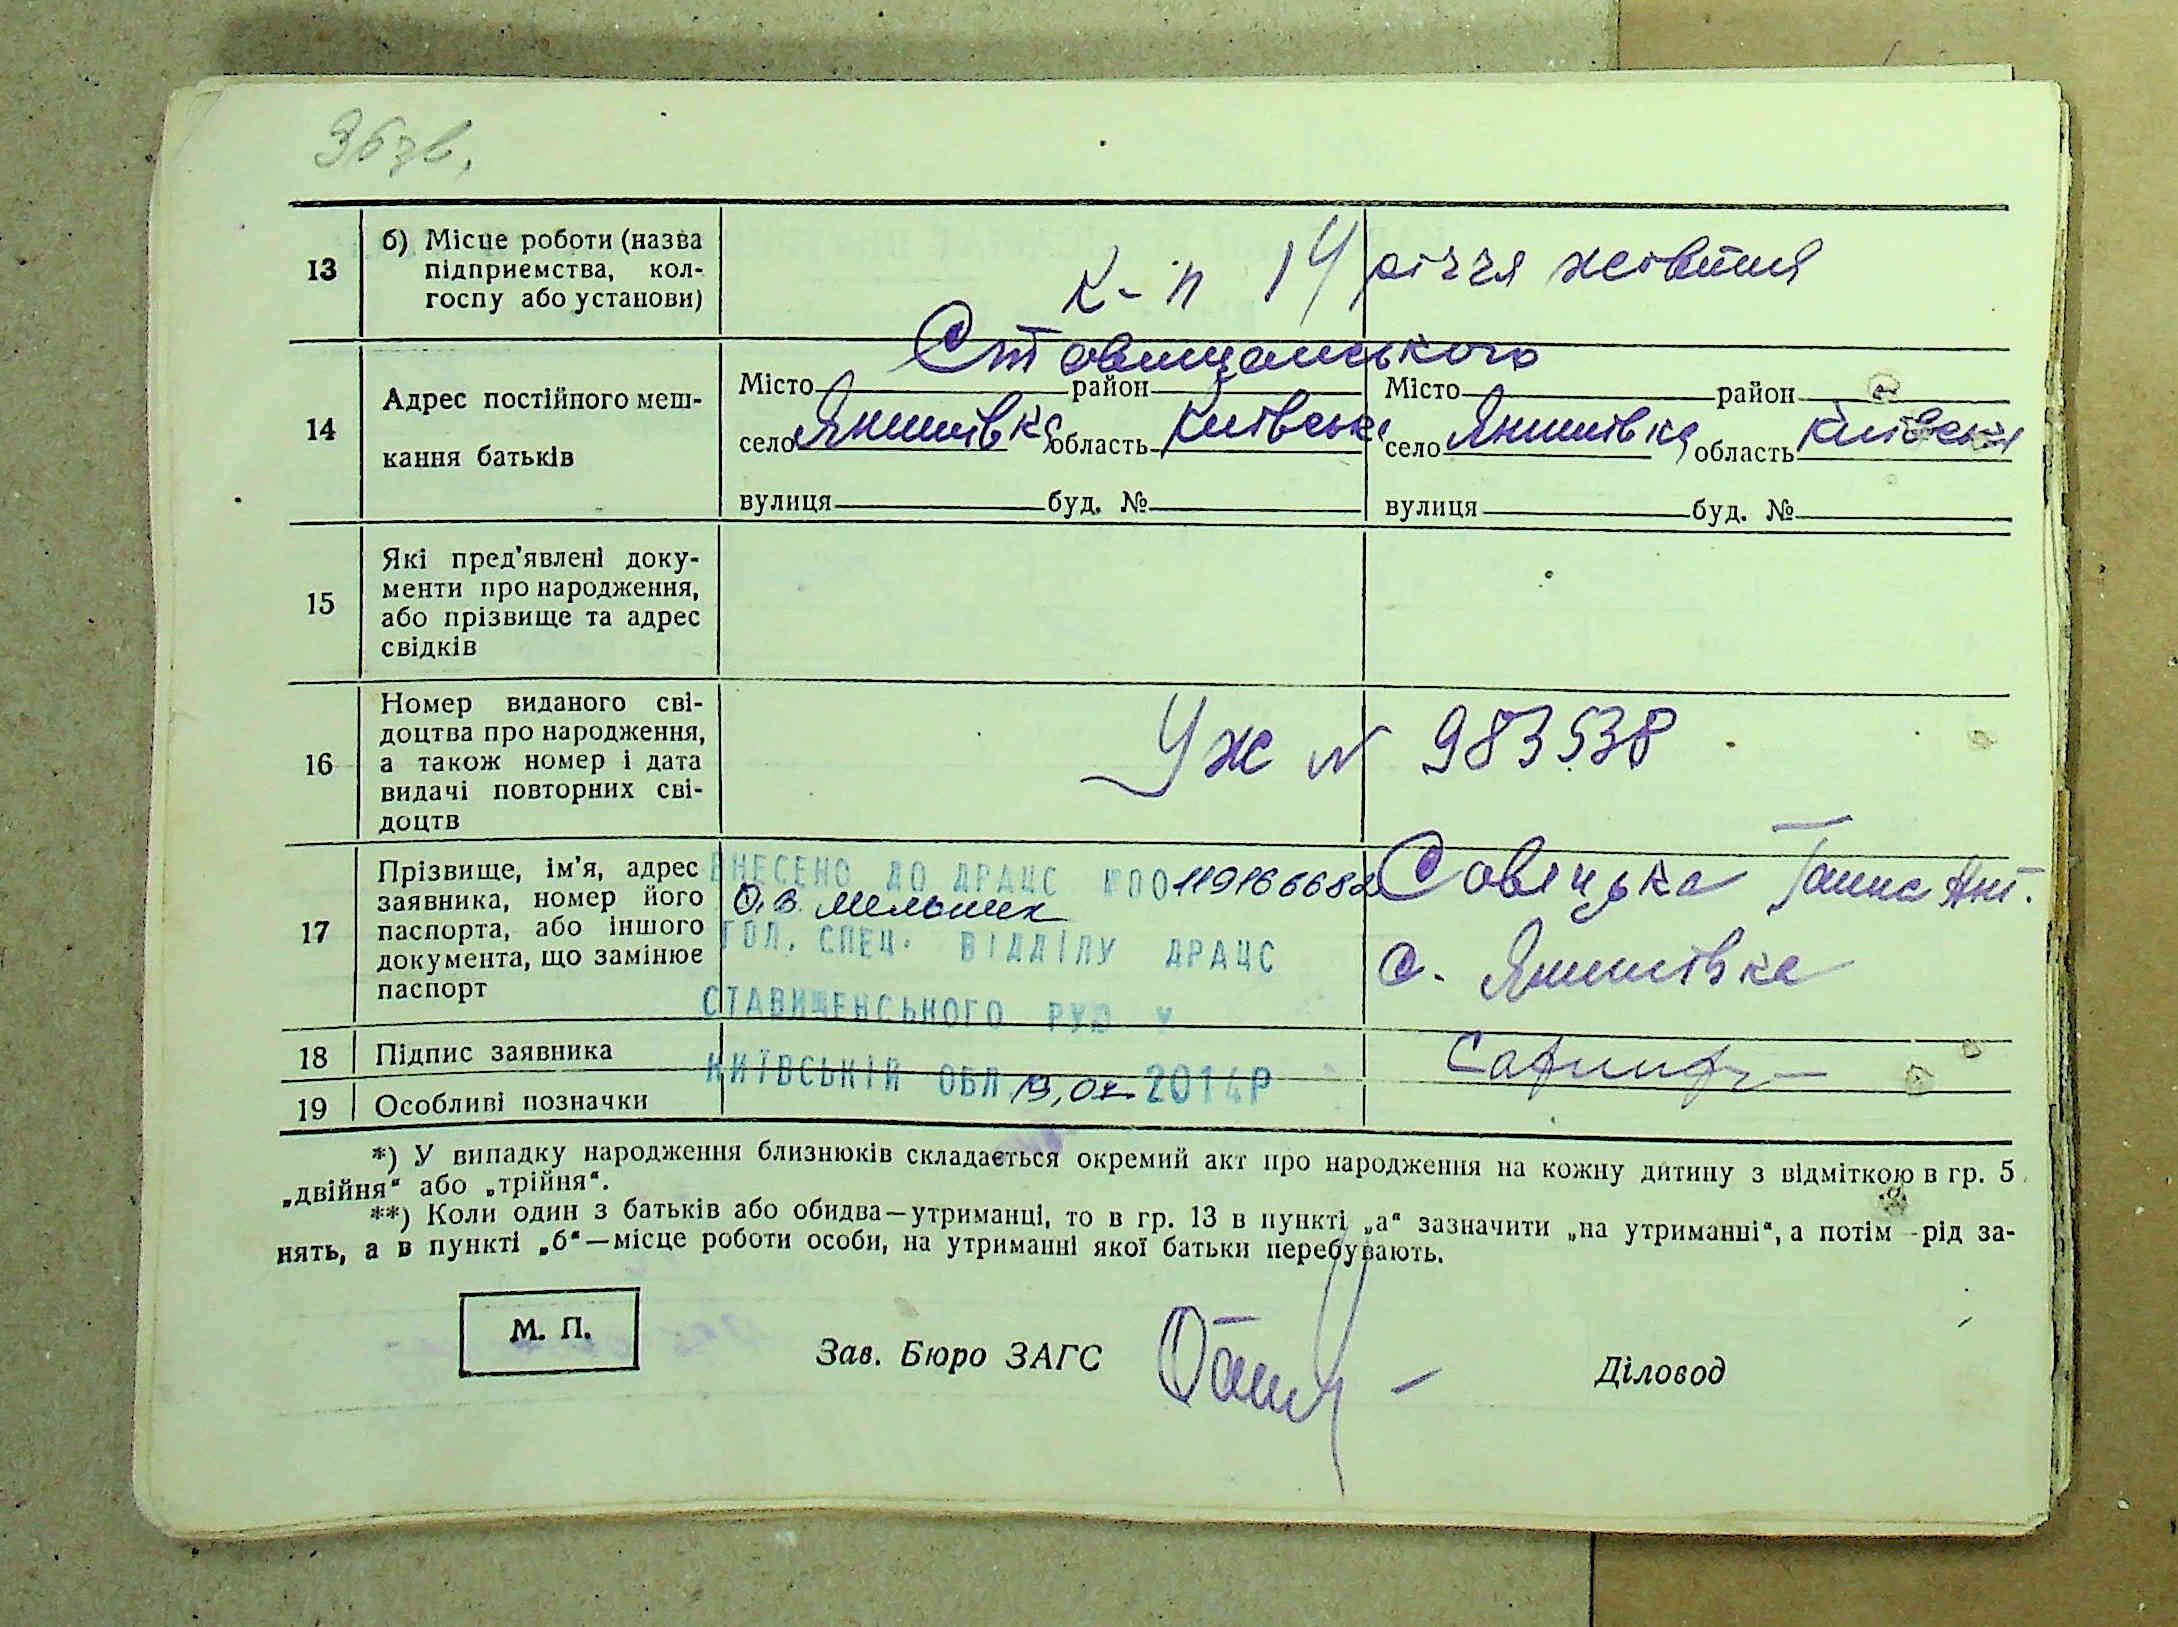 36 зв.
13
б) Місце роботи (назва
підприємства, кол-
госпу або установи)
к-п 14 річчя жовтня
Ставищанського
14
Адрес постійного меш-
кання батьків
Місто район Місто район
село Янишівка область Київська село Янишівка область Київська
вулиця буд. № вулиця буд. №
15
Які пред'явлені доку-
менти про народження,
або прізвище та адрес
свідків
16
Номер виданого сві-
доцтва про народження,
а також номер і дата
видачі повторних сві-
доцтв
УЖ N 983538
17
Прізвище, ім'я, адрес
заявника, номер його
паспорта, або іншого
документа, що замінює
паспорт
ВНЕСЕНО ДО ДРАЦС №00119166682
О.В. Мельник
ГОЛ. СПЕЦ. ВІДДІЛУ ДРАЦС
СТАВИЩЕНСЬКОГО РУЮ У
КИЇВСЬКІЙ ОБЛ 19.02. 2014Р
Савіцька Ганна Ант.
с. Янишівка
18 Підпис заявника
19 Особливі позначки
*) У випадку народження близнюків складається окремий акт про народження на кожну дитину з відміткою в гр. 5
„двійня“ або „трійня“.
**) Коли один з батьків або обидва—утриманці, то в гр. 13 в пункті „а“ зазначити „на утриманні“, а потім -рід за-
нять, а в пункті „б“—місце роботи особи, на утриманні якої батьки перебувають.
М. П.
Зав. Бюро ЗАГС
Діловод